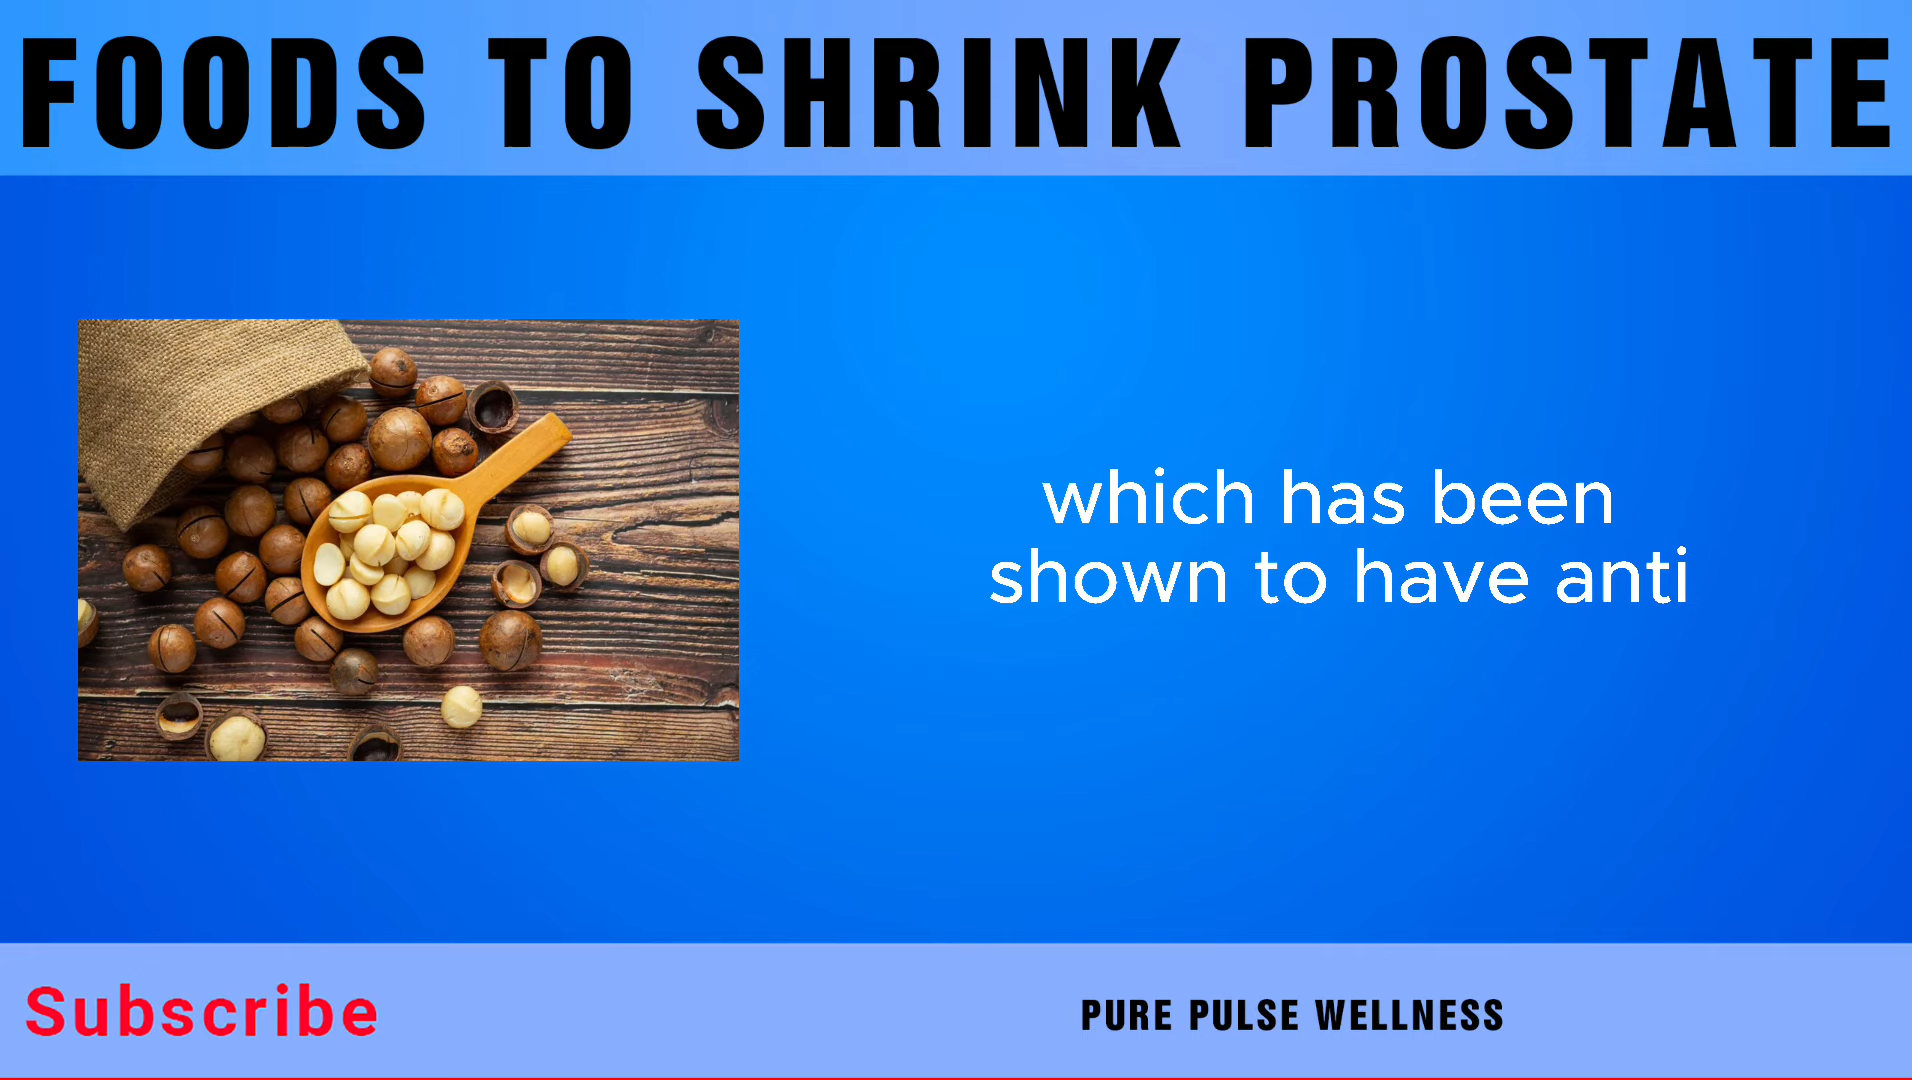 FOODS TO SHRINK PROSTATE
which has been
shown to have anti
Subscribe
PURE PULSE WELLNESS